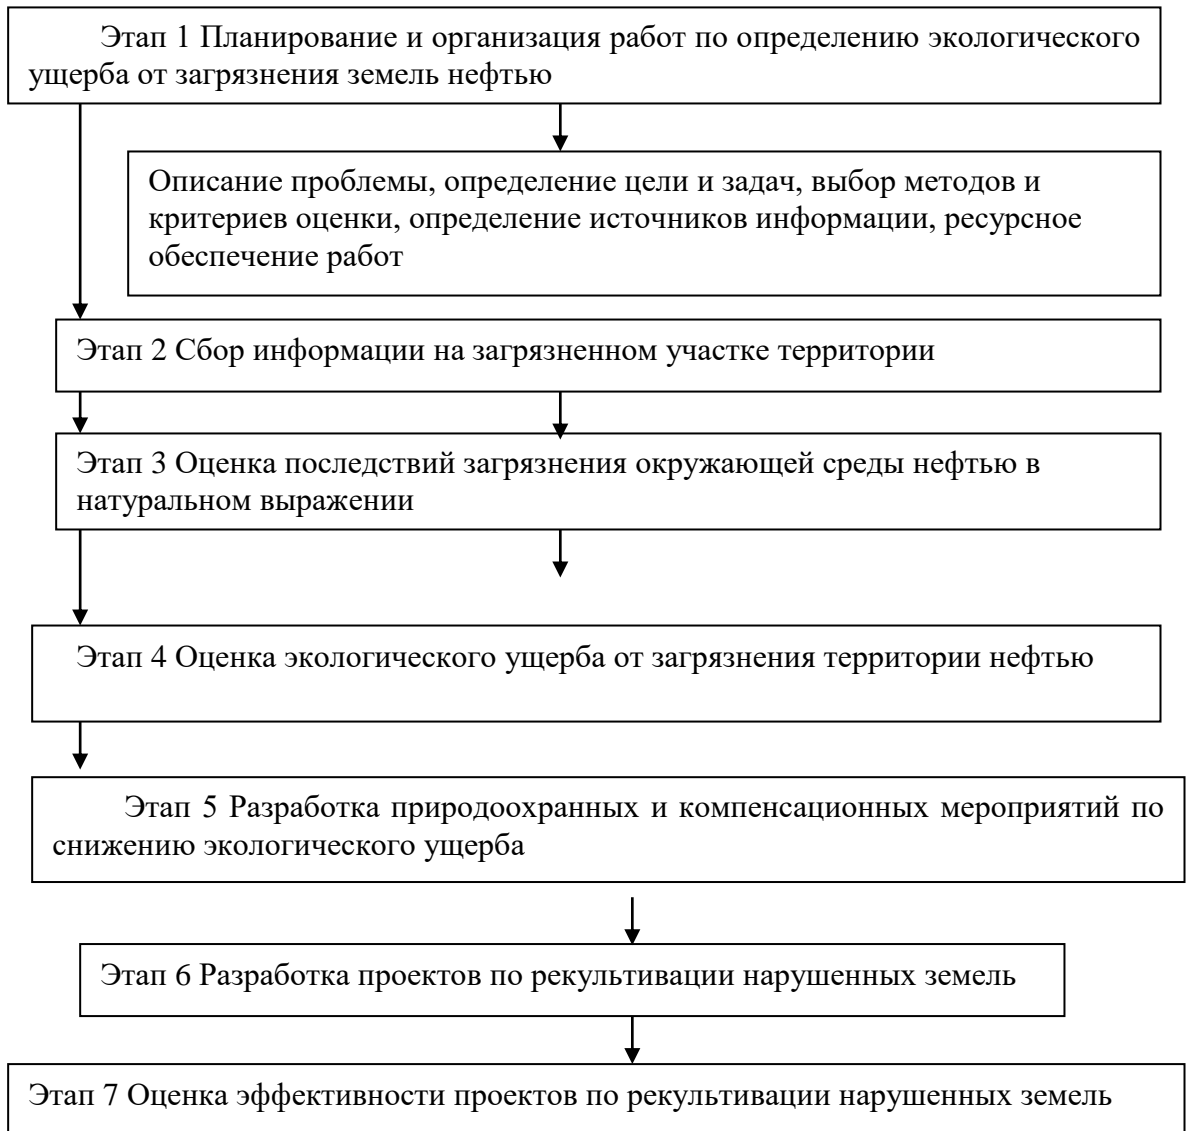 Этап 1 Планирование и организация работ по определению экологического
ущерба от загрязнения земель нефтью
Описание проблемы, определение цели и задач, выбор методов и
критериев оценки, определение источников информации, ресурсное
обеспечение работ
Этап 2 Сбор информации на загрязненном участке территории
Этап 3 Оценка последствий загрязнения окружающей среды нефтью в
натуральном выражении
Этап 4 Оценка экологического ущерба от загрязнения территории нефтью
Этап 5 Разработка природоохранных и компенсационных мероприятий по
снижению экологического ущерба
Этап 6 Разработка проектов по рекультивации нарушенных земель
Этап 7 Оценка эффективности проектов по рекультивации нарушенных земель